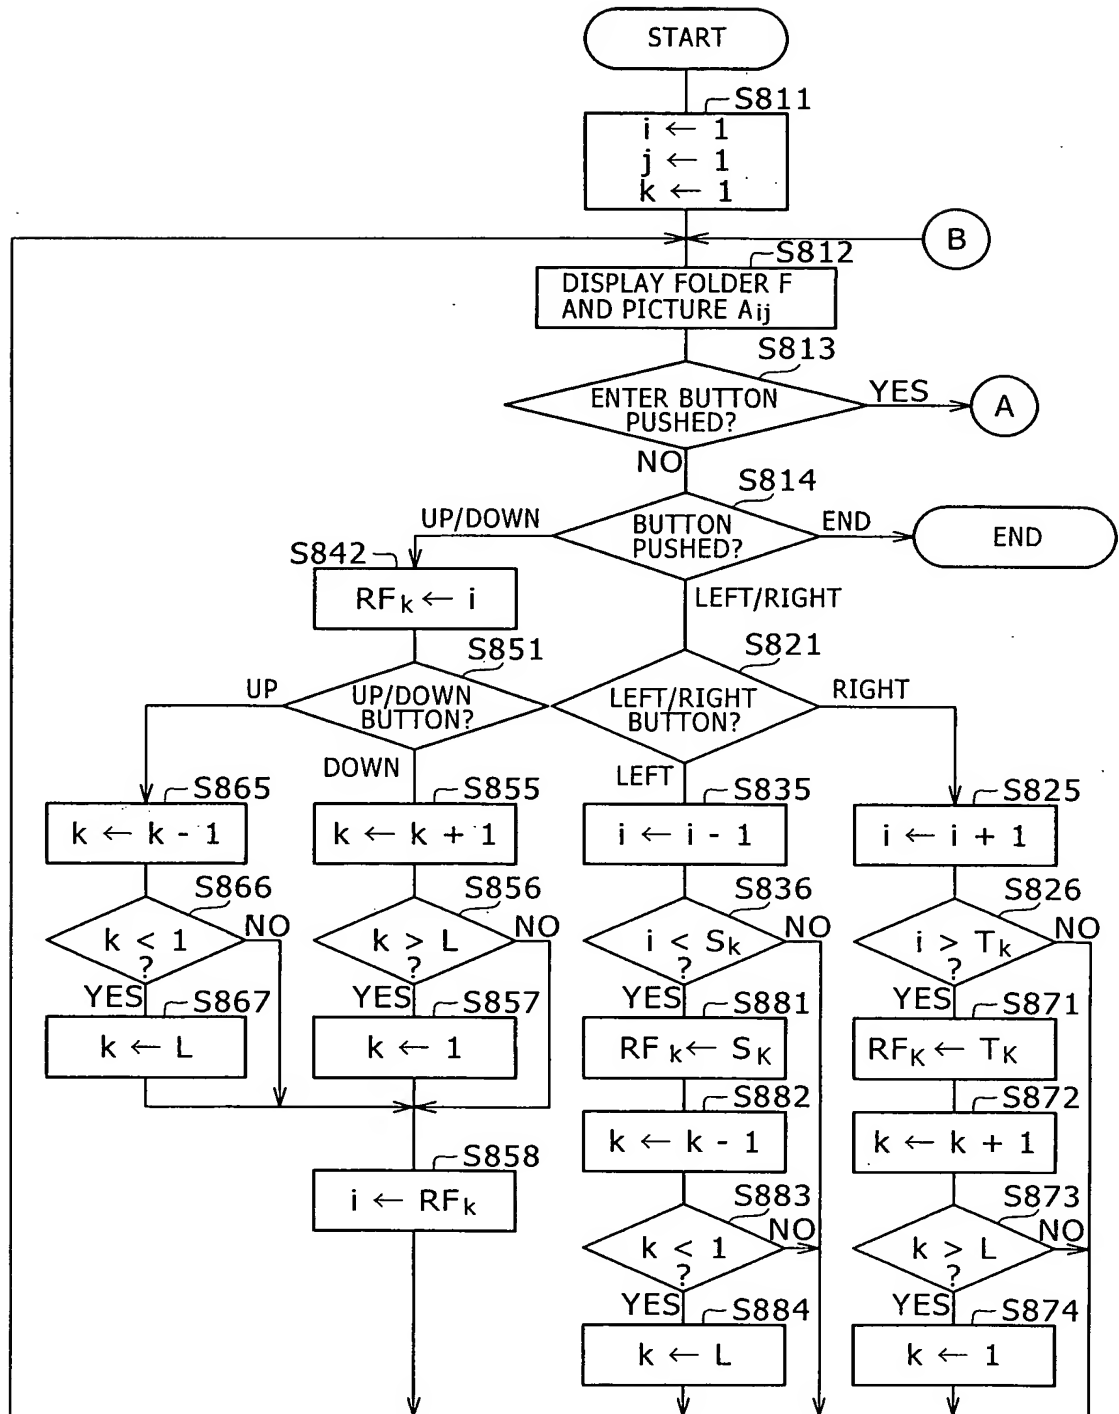 START
S811
i ← 1
j ← 1
k ← 1
B
S812
DISPLAY FOLDER F
AND PICTURE Aij
S813
ENTER BUTTON
PUSHED?
YES
A
NO
S814
UP/DOWN
BUTTON
PUSHED?
END
END
S842
RFk ← i
LEFT/RIGHT
S851
UP
UP/DOWN
BUTTON?
DOWN
S821
LEFT/RIGHT
BUTTON?
RIGHT
LEFT
S865
k ← k - 1
S855
k ← k + 1
S835
i ← i - 1
S825
i ← i + 1
S866
k < 1
?
NO
YES
S856
k > L
?
NO
YES
S836
i < Sk
?
NO
YES
S826
i > Tk
?
NO
YES
S867
k ← L
S857
k ← 1
S881
RFk ← SK
S871
RFK ← TK
S882
k ← k - 1
S872
k ← k + 1
S858
i ← RFk
S883
k < 1
?
NO
YES
S873
k > L
?
NO
YES
S884
k ← L
S874
k ← 1